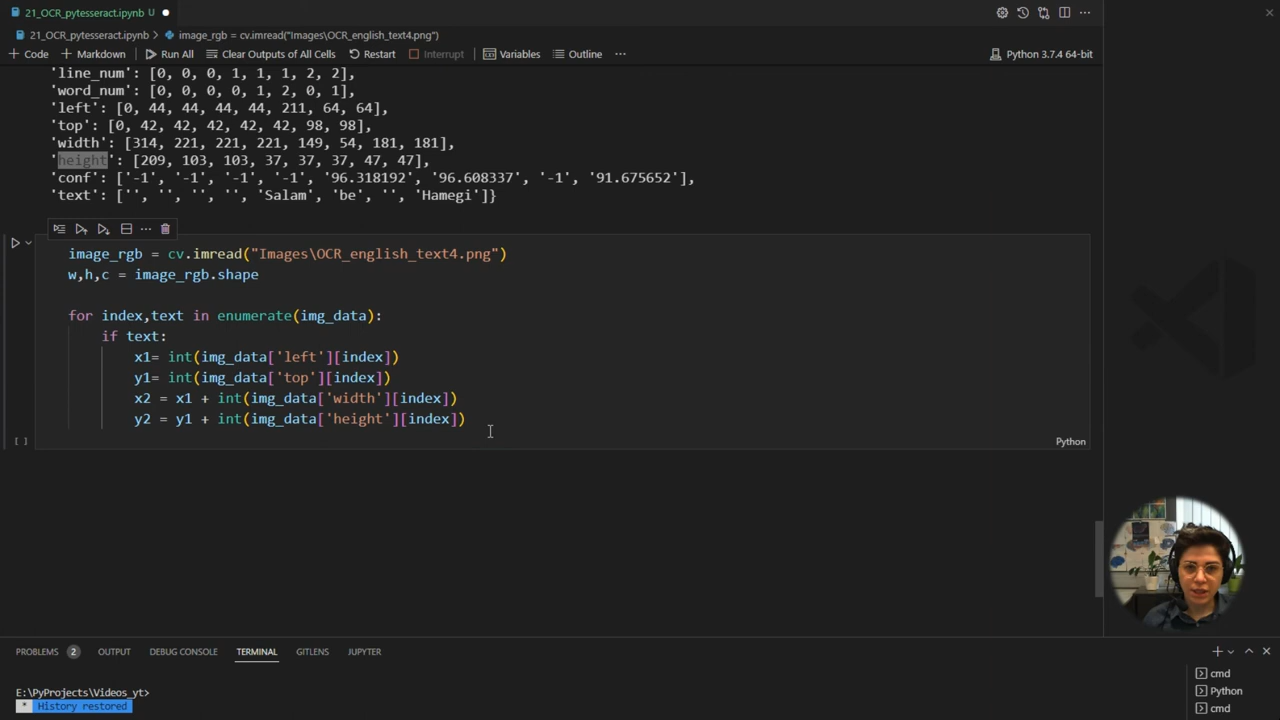 21_OCR_pytesseract.ipynb U ●
21_OCR_pytesseract.ipynb > image_rgb = cv.imread("Images\OCR_english_text4.png")
+ Code + Markdown Run All Clear Outputs of All Cells Restart Interrupt Variables Outline ... Python 3.7.4 64-bit
'line_num': [0, 0, 0, 1, 1, 1, 2, 2],
'word_num': [0, 0, 0, 0, 1, 2, 0, 1],
'left': [0, 44, 44, 44, 44, 211, 64, 64],
'top': [0, 42, 42, 42, 42, 42, 98, 98],
'width': [314, 221, 221, 221, 149, 54, 181, 181],
'height': [209, 103, 103, 37, 37, 37, 47, 47],
'conf': ['-1', '-1', '-1', '-1', '96.318192', '96.608337', '-1', '91.675652'],
'text': ['', '', '', '', 'Salam', 'be', '', 'Hamegi']}
image_rgb = cv.imread("Images\OCR_english_text4.png")
w,h,c = image_rgb.shape
for index,text in enumerate(img_data):
if text:
x1= int(img_data['left'][index])
y1= int(img_data['top'][index])
x2 = x1 + int(img_data['width'][index])
y2 = y1 + int(img_data['height'][index])
[ ] Python
PROBLEMS 2 OUTPUT DEBUG CONSOLE TERMINAL GITLENS JUPYTER
cmd
E:\PyProjects\Videos_yt>
Python
* History restored
cmd